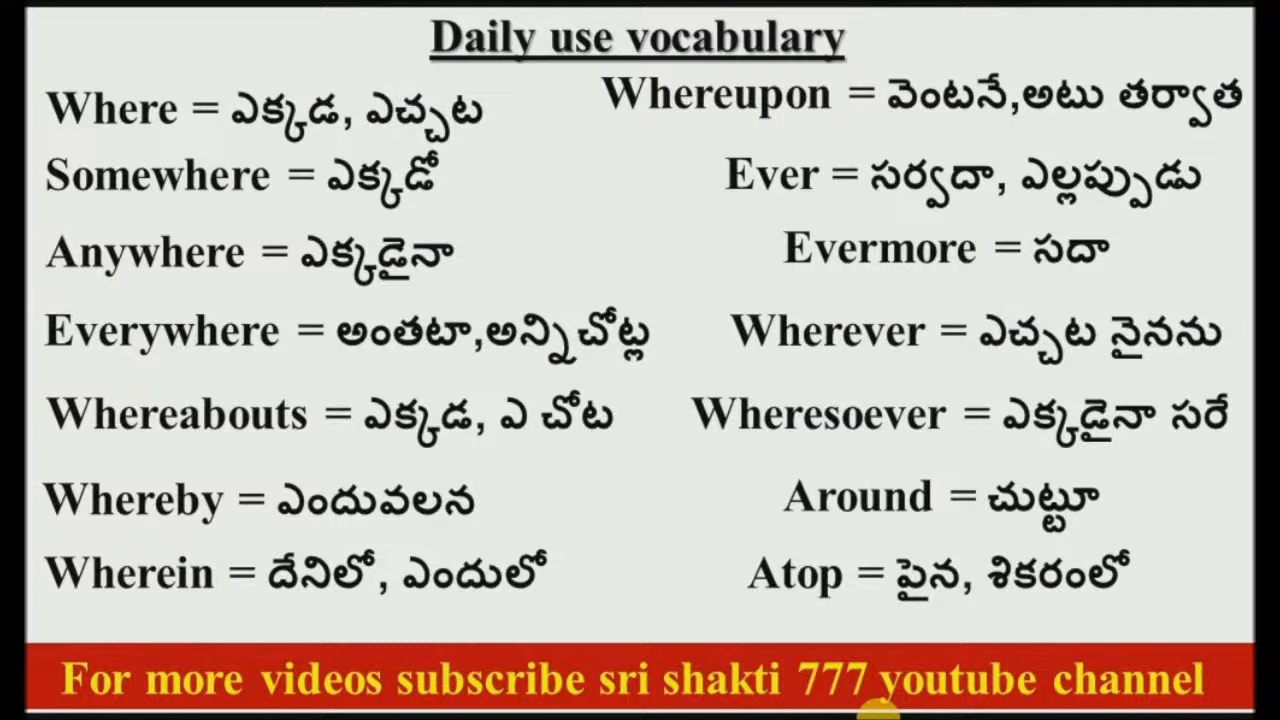 Daily use vocabulary
Where = ఎక్కడ, ఎచ్చట
Somewhere = ఎక్కడో
Anywhere = ఎక్కడైనా
Everywhere = అంతటా,అన్నిచోట్ల
Whereabouts = ఎక్కడ, ఎ చోట
Whereby = ఎందువలన
Wherein = దేనిలో, ఎందులో
Whereupon = వెంటనే,అటు తర్వాత
Ever = సర్వదా, ఎల్లప్పుడు
Evermore = సదా
Wherever = ఎచ్చట నైనను
Wheresoever = ఎక్కడైనా సరే
Around = చుట్టూ
Atop = పైన, శికరంలో
For more videos subscribe sri shakti 777 youtube channel